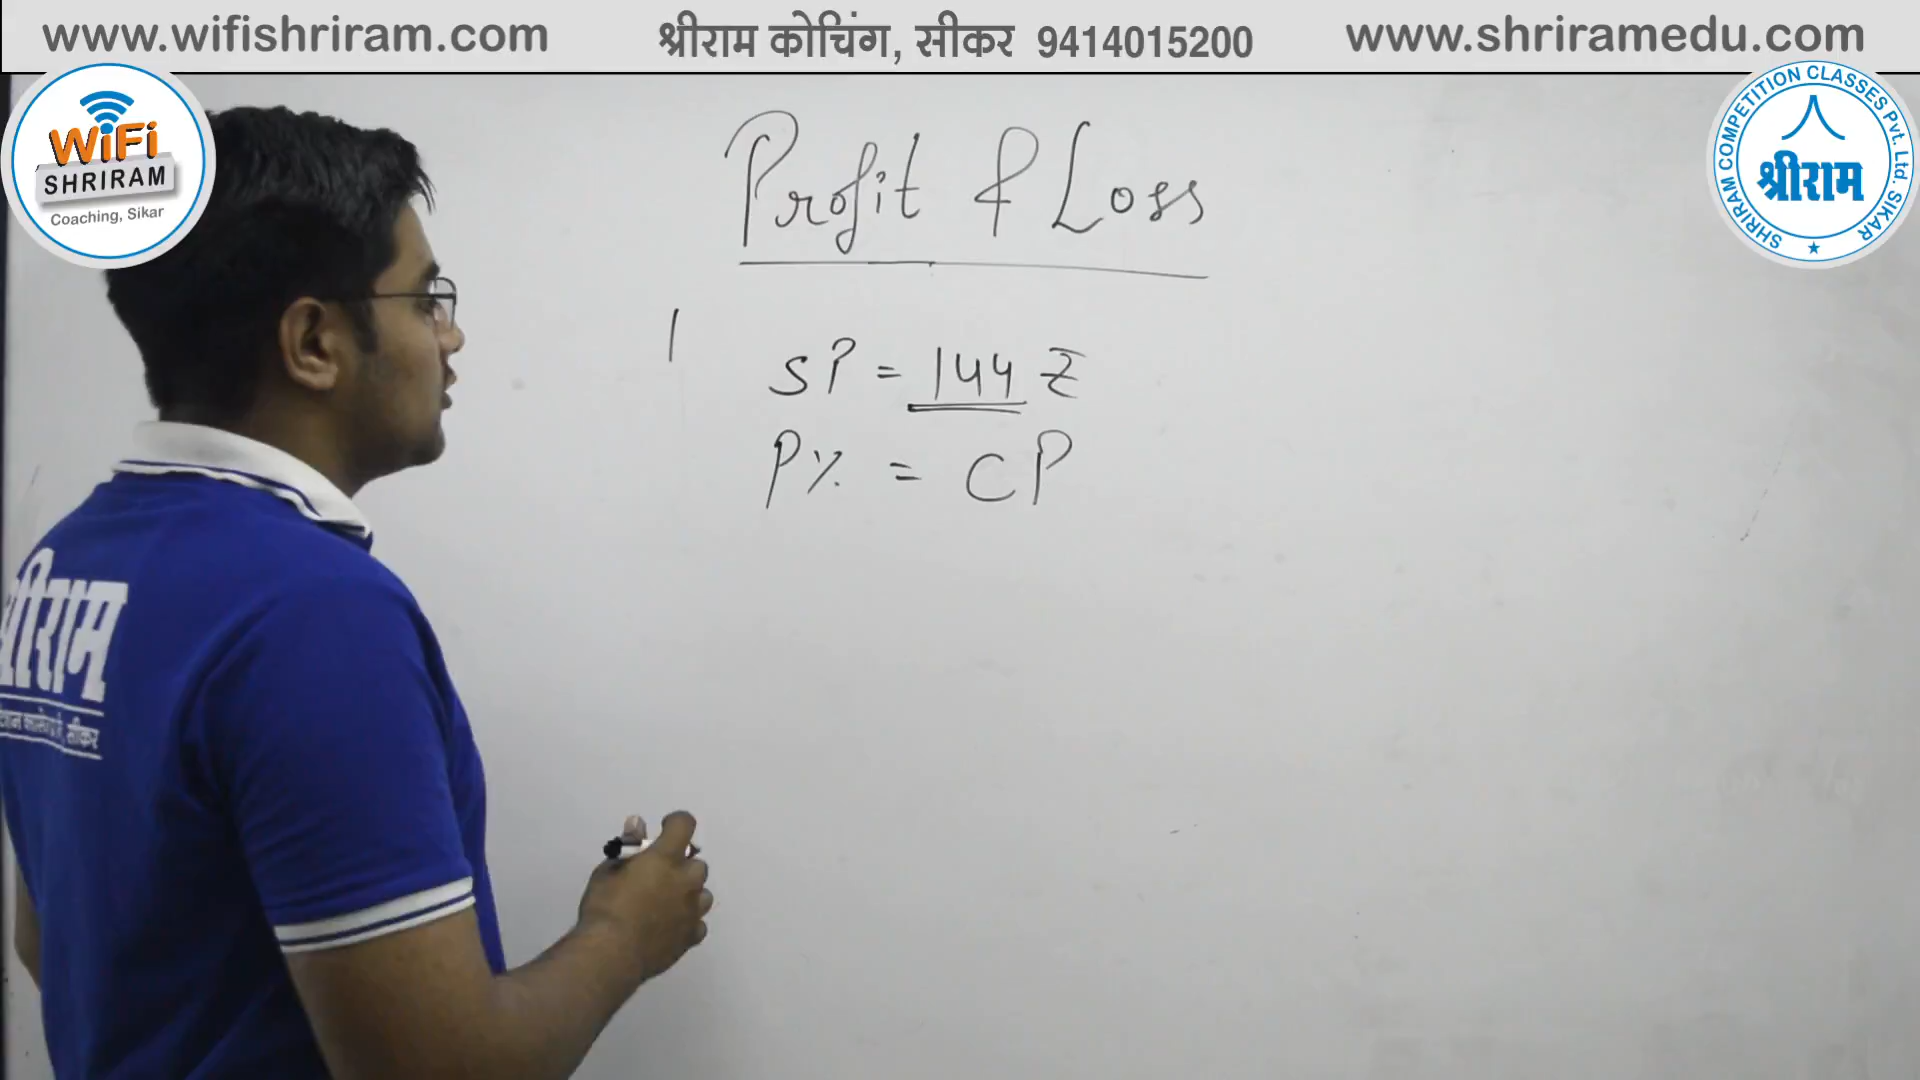 www.wifishriram.com
श्रीराम कोचिंग, सीकर 9414015200
www.shriramedu.com
WiFi
SHRIRAM
Coaching, Sikar
SHRIRAM COMPETITION CLASSES Pvt. Ltd. SIKAR
श्रीराम
Profit & Loss
1
SP = 144 ₹
P% = CP
श्रीराम
सीकर